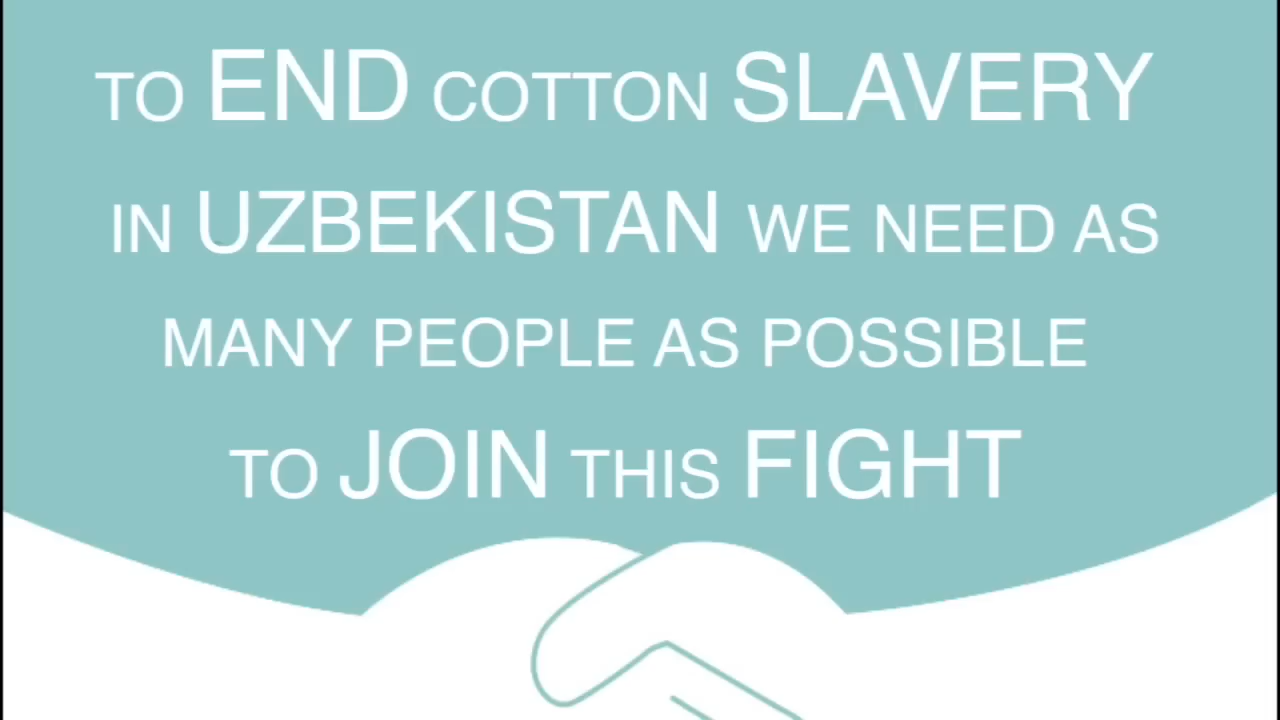 TO END COTTON SLAVERY
IN UZBEKISTAN WE NEED AS
MANY PEOPLE AS POSSIBLE
TO JOIN THIS FIGHT